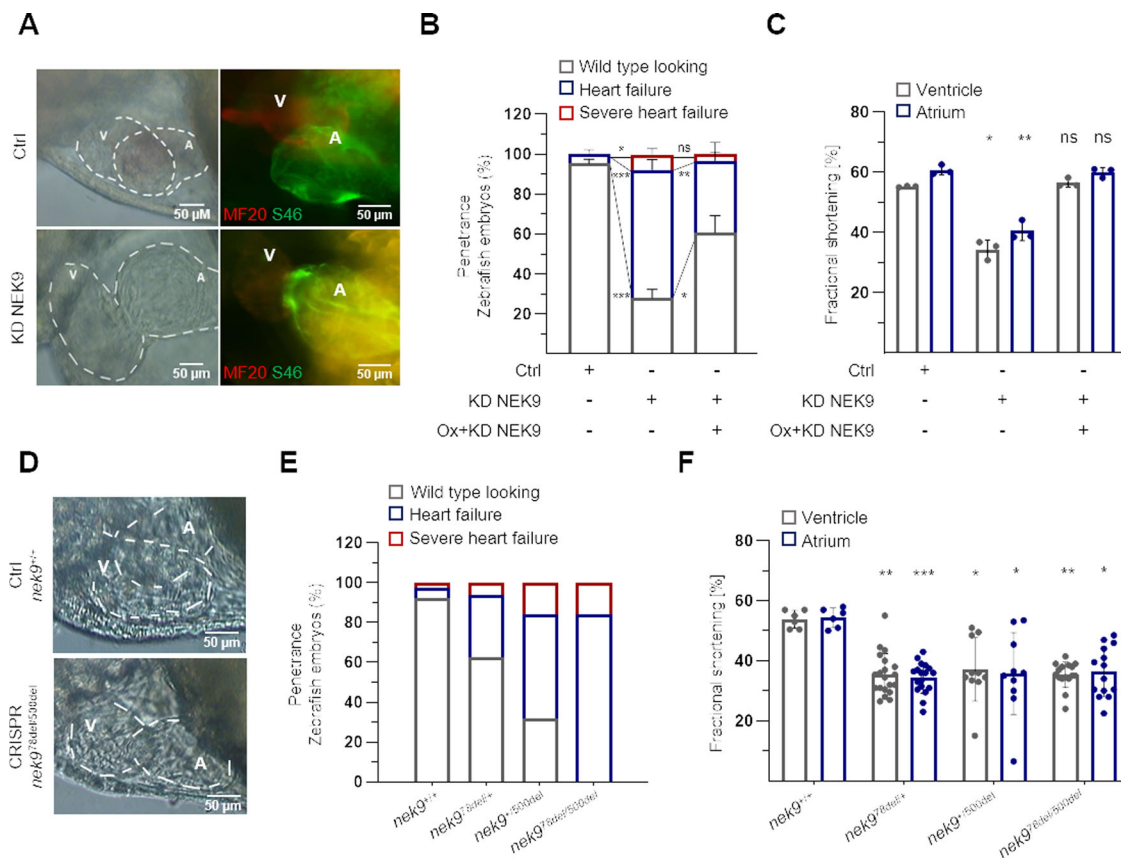 A
Ctrl
V
A
50 µM
V
A
MF20 S46
50 µm
KD NEK9
V
A
50 µm
V
A
MF20 S46
50 µm
B
Wild type looking
Heart failure
Severe heart failure
Penetrance
Zebrafish embryos (%)
120
100
80
60
40
20
0
* ns
*** **
*** *
Ctrl + - -
KD NEK9 - + +
Ox+KD NEK9 - - +
C
Ventricle
Atrium
Fractional shortening [%]
80
60
40
20
* ** ns ns
Ctrl + - -
KD NEK9 - + +
Ox+KD NEK9 - - +
D
Ctrl
nek9+/+
A
V
50 µm
CRISPR
nek978del/500del
V
A
50 µm
E
Wild type looking
Heart failure
Severe heart failure
Penetrance
Zebrafish embryos (%)
120
100
80
60
40
20
0
nek9+/+
nek978del/+
nek9+/500del
nek978del/500del
F
Ventricle
Atrium
Fractional shortening [%]
80
60
40
20
** *** * * ** *
nek9+/+
nek978del/+
nek9+/500del
nek978del/500del